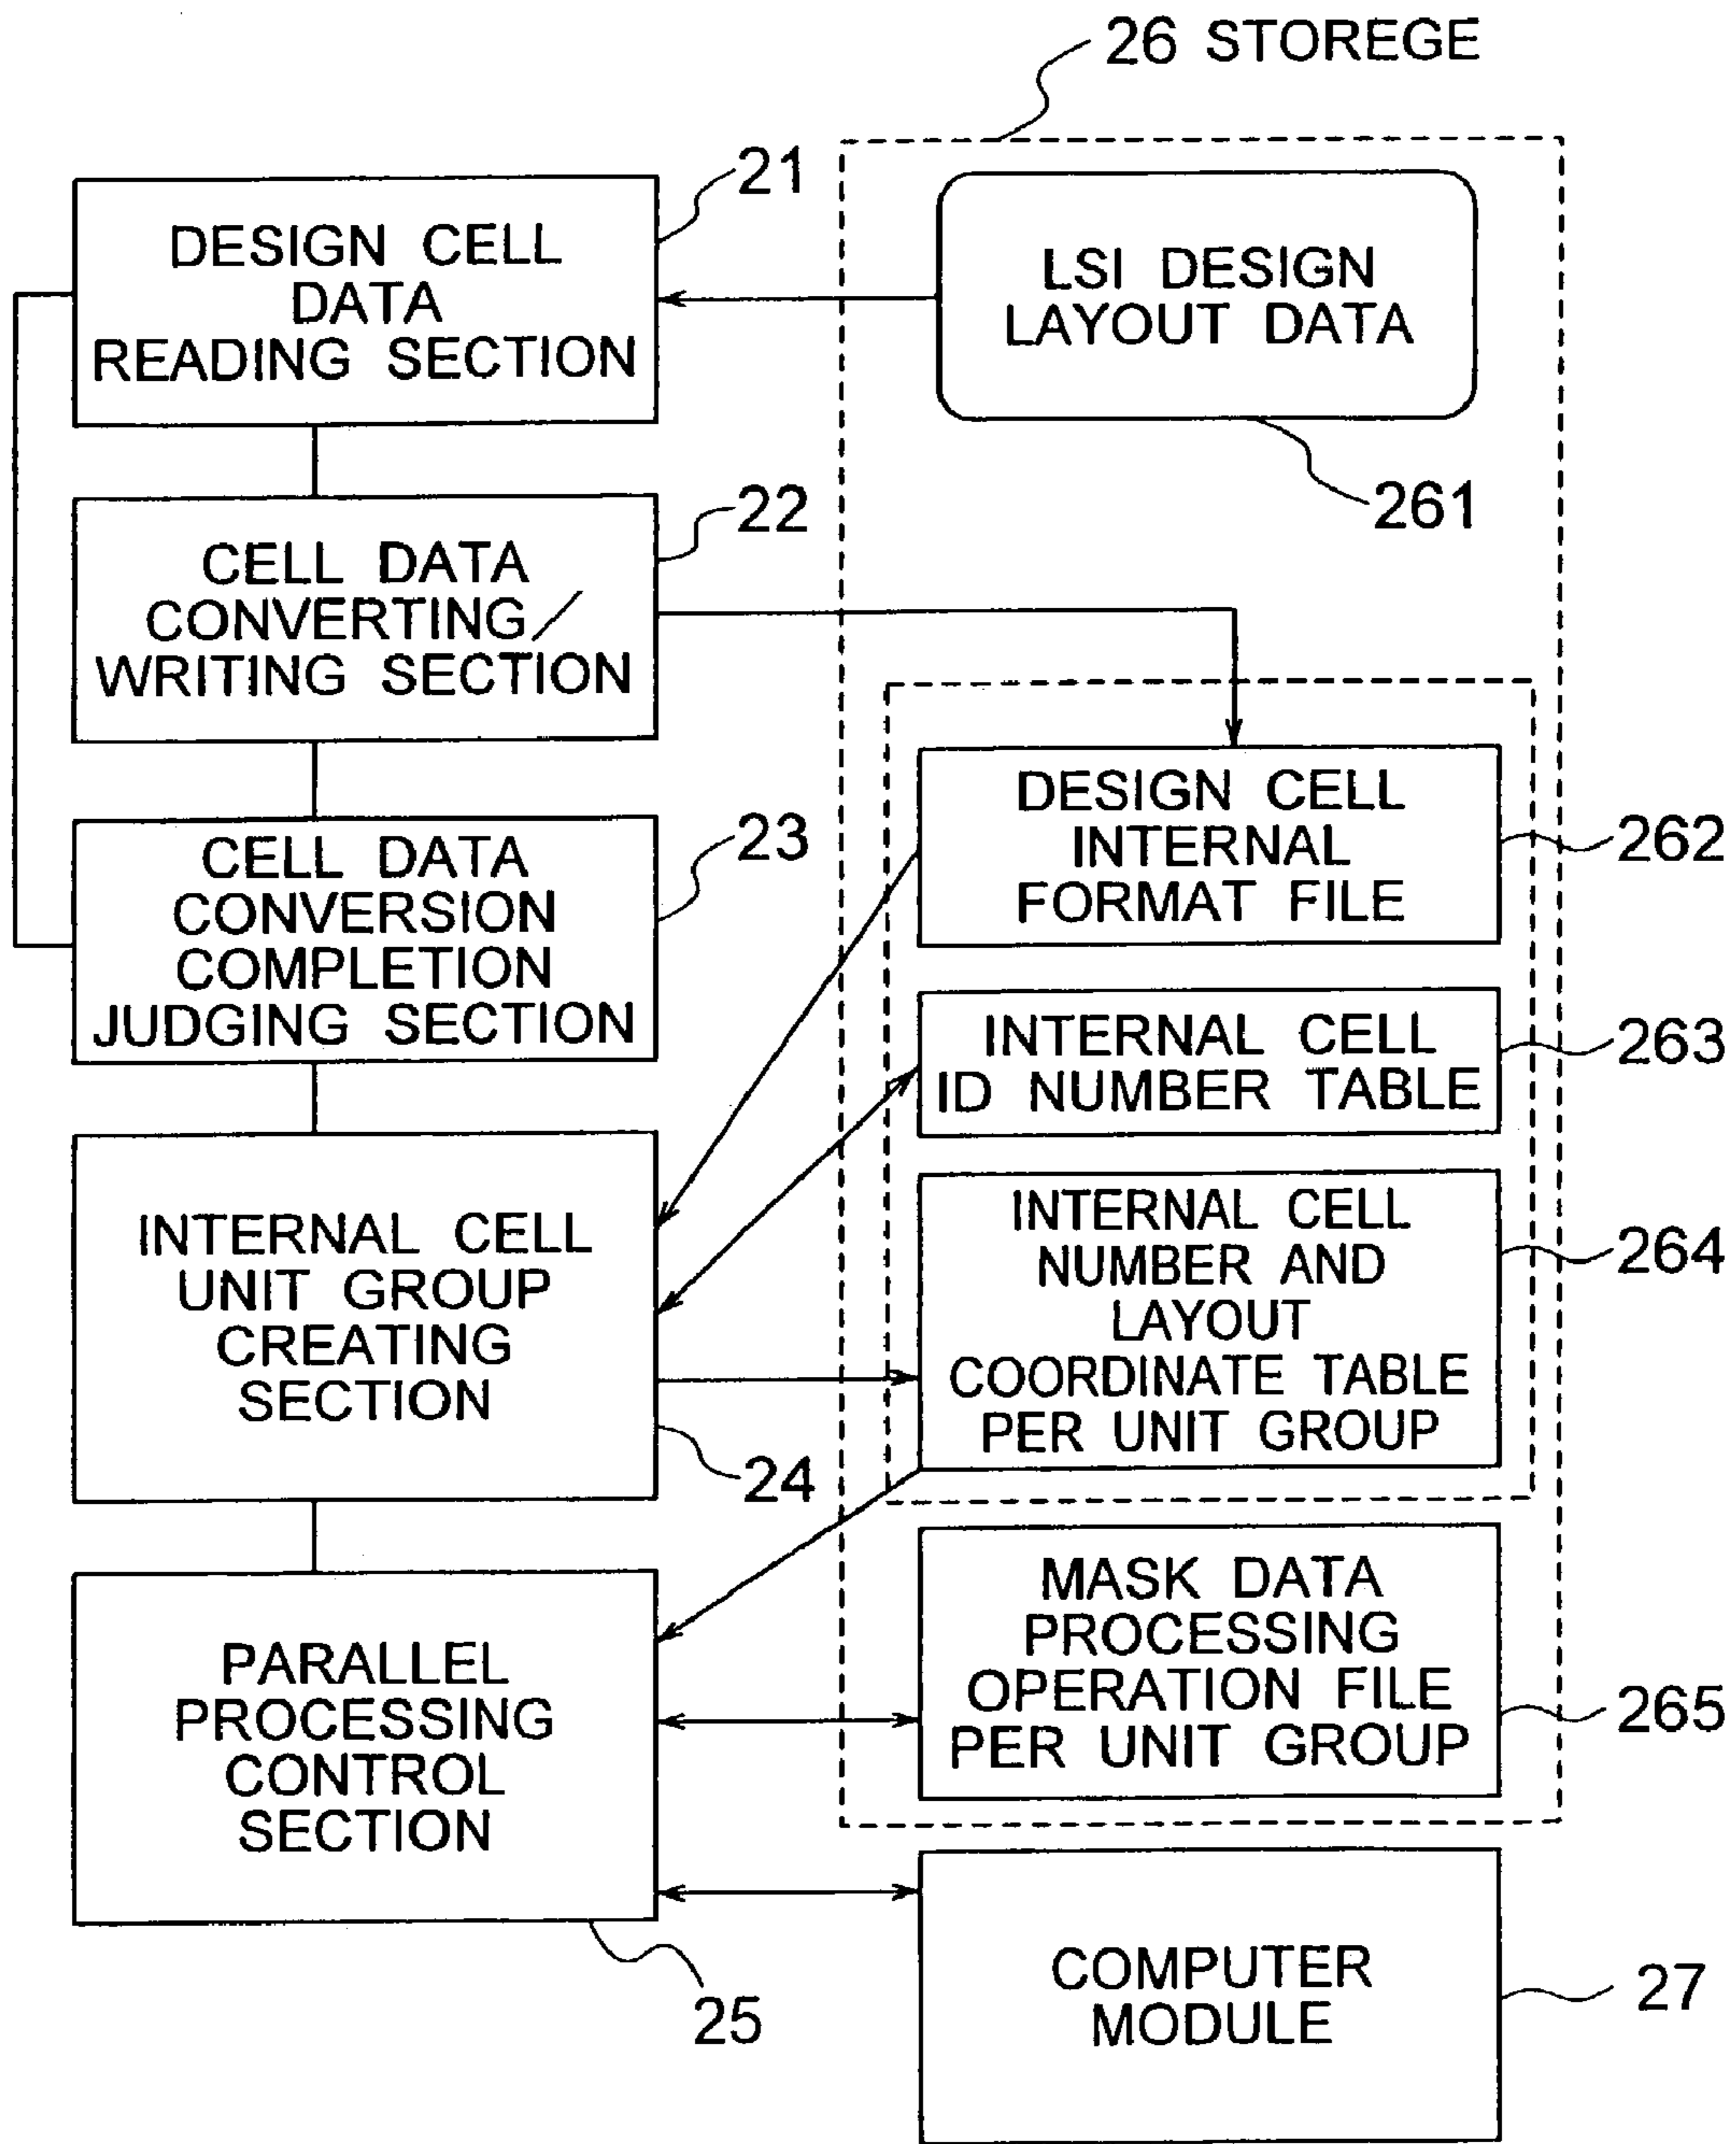 26 STOREGE
21
DESIGN CELL
DATA
READING SECTION
LSI DESIGN
LAYOUT DATA
261
22
CELL DATA
CONVERTING/
WRITING SECTION
DESIGN CELL
INTERNAL
FORMAT FILE
262
23
CELL DATA
CONVERSION
COMPLETION
JUDGING SECTION
INTERNAL CELL
ID NUMBER TABLE
263
INTERNAL CELL
UNIT GROUP
CREATING
SECTION
24
INTERNAL CELL
NUMBER AND
LAYOUT
COORDINATE TABLE
PER UNIT GROUP
264
MASK DATA
PROCESSING
OPERATION FILE
PER UNIT GROUP
265
PARALLEL
PROCESSING
CONTROL
SECTION
25
COMPUTER
MODULE
27